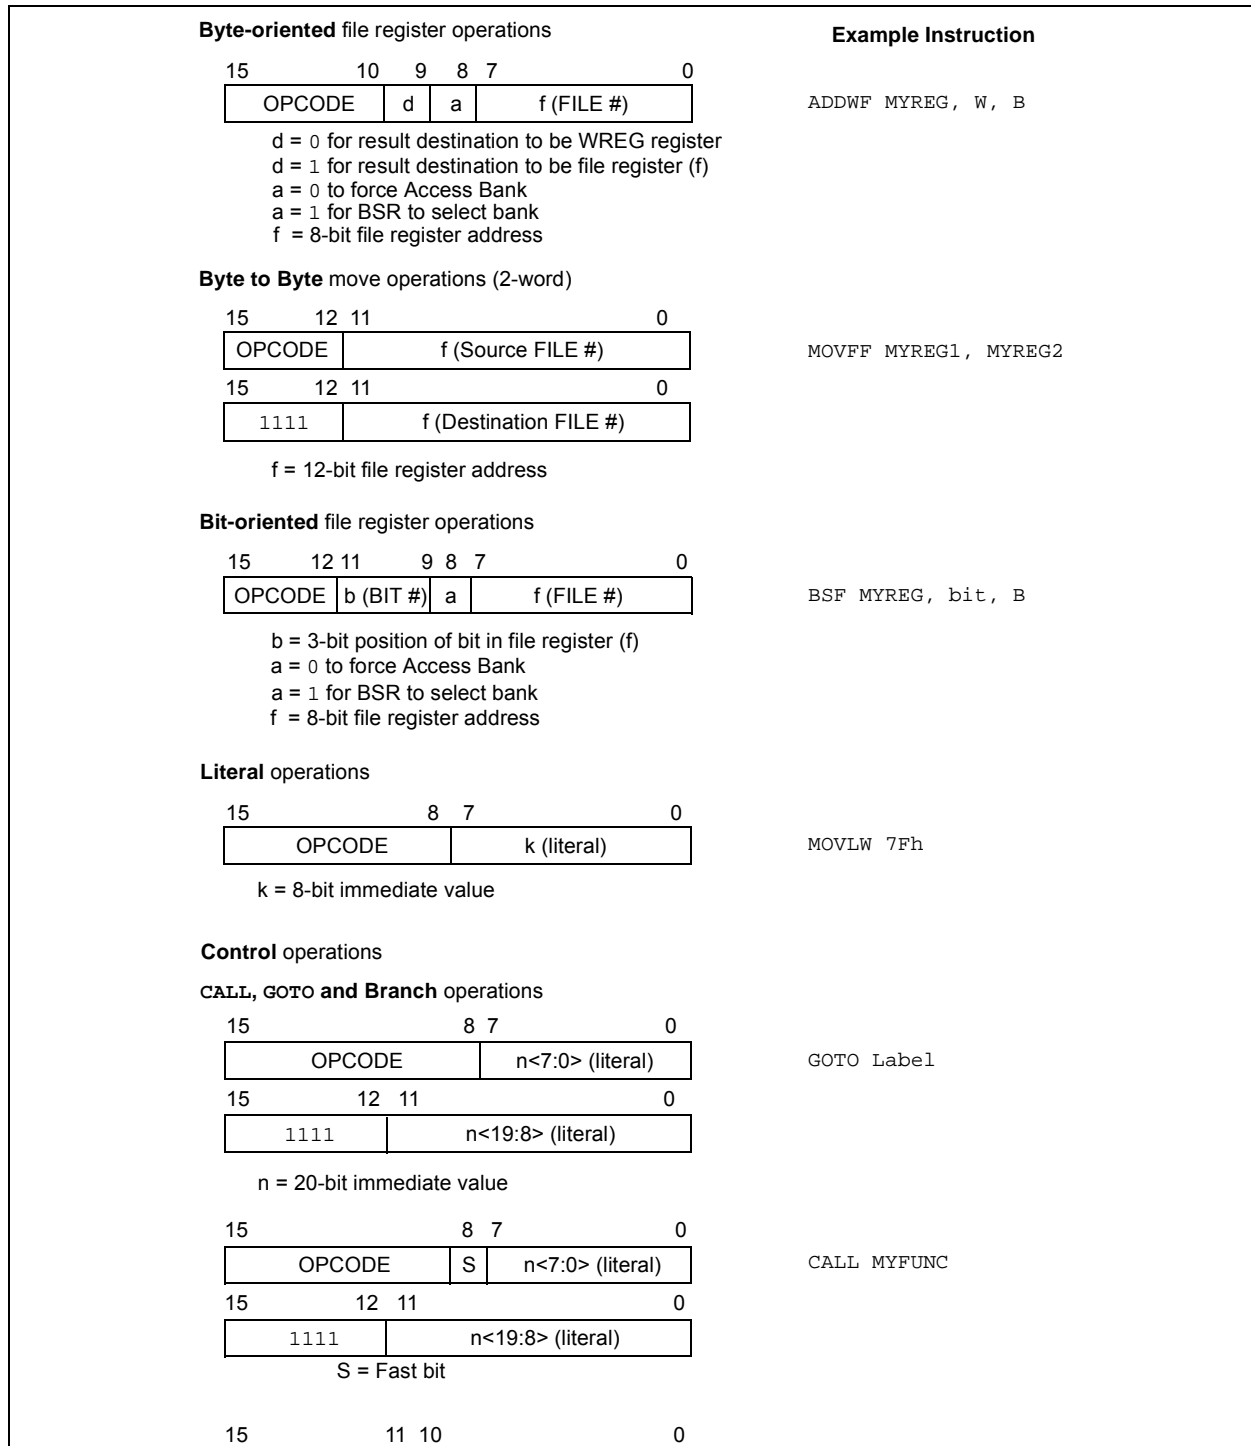 Byte-oriented file register operations
Example Instruction
15 10 9 8 7 0
OPCODE d a f (FILE #)
ADDWF MYREG, W, B
d = 0 for result destination to be WREG register
d = 1 for result destination to be file register (f)
a = 0 to force Access Bank
a = 1 for BSR to select bank
f = 8-bit file register address
Byte to Byte move operations (2-word)
15 12 11 0
OPCODE f (Source FILE #)
MOVFF MYREG1, MYREG2
15 12 11 0
1111 f (Destination FILE #)
f = 12-bit file register address
Bit-oriented file register operations
15 12 11 9 8 7 0
OPCODE b (BIT #) a f (FILE #)
BSF MYREG, bit, B
b = 3-bit position of bit in file register (f)
a = 0 to force Access Bank
a = 1 for BSR to select bank
f = 8-bit file register address
Literal operations
15 8 7 0
OPCODE k (literal)
MOVLW 7Fh
k = 8-bit immediate value
Control operations
CALL, GOTO and Branch operations
15 8 7 0
OPCODE n<7:0> (literal)
GOTO Label
15 12 11 0
1111 n<19:8> (literal)
n = 20-bit immediate value
15 8 7 0
OPCODE S n<7:0> (literal)
CALL MYFUNC
15 12 11 0
1111 n<19:8> (literal)
S = Fast bit
15 11 10 0